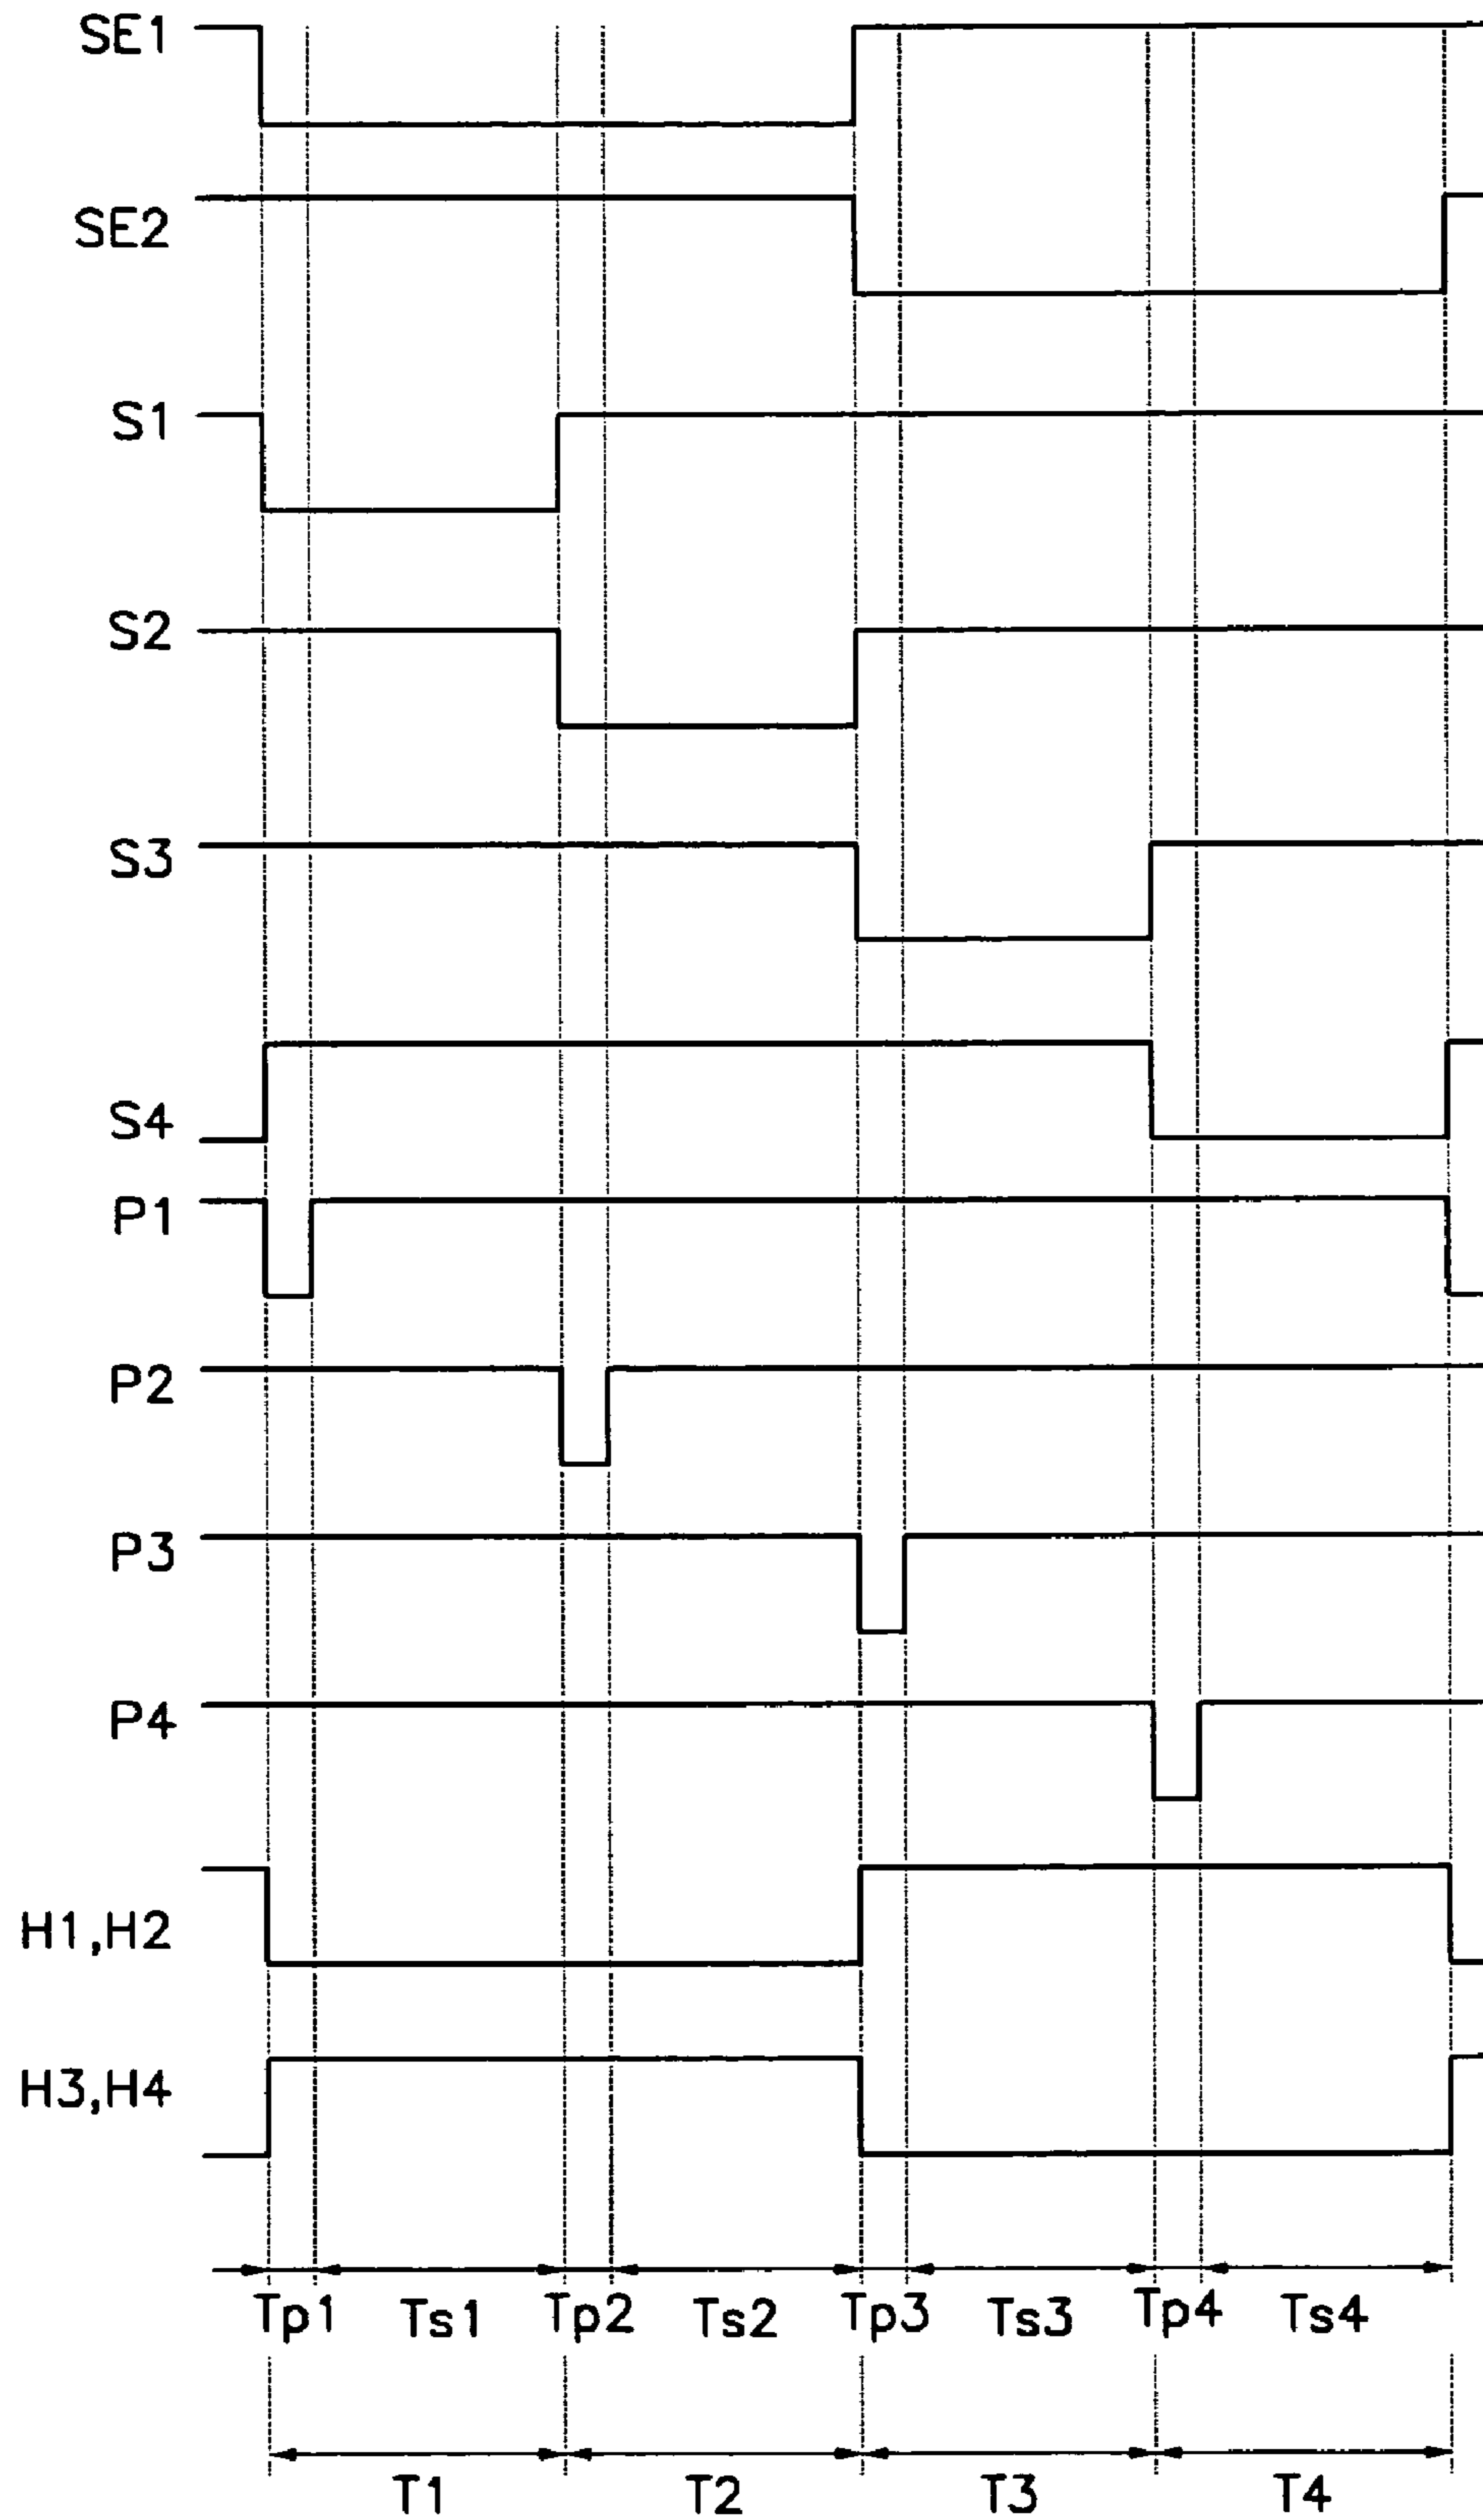 SE1
SE2
S1
S2
S3
S4
P1
P2
P3
P4
H1,H2
H3,H4
Tp1 Ts1 Tp2 Ts2 Tp3 Ts3 Tp4 Ts4
T1 T2 T3 T4